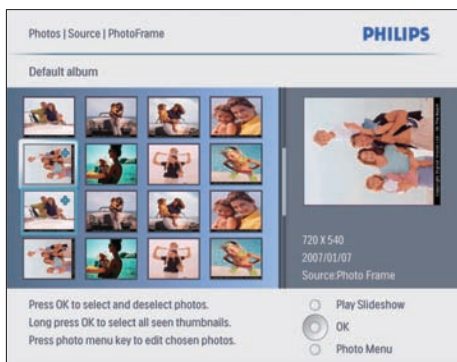 Photos | Source | PhotoFrame
PHILIPS
Default album
720 X 540
2007/01/07
Source:Photo Frame
Press OK to select and deselect photos.
Long press OK to select all seen thumbnails.
Press photo menu key to edit chosen photos.
Play Slideshow
OK
Photo Menu